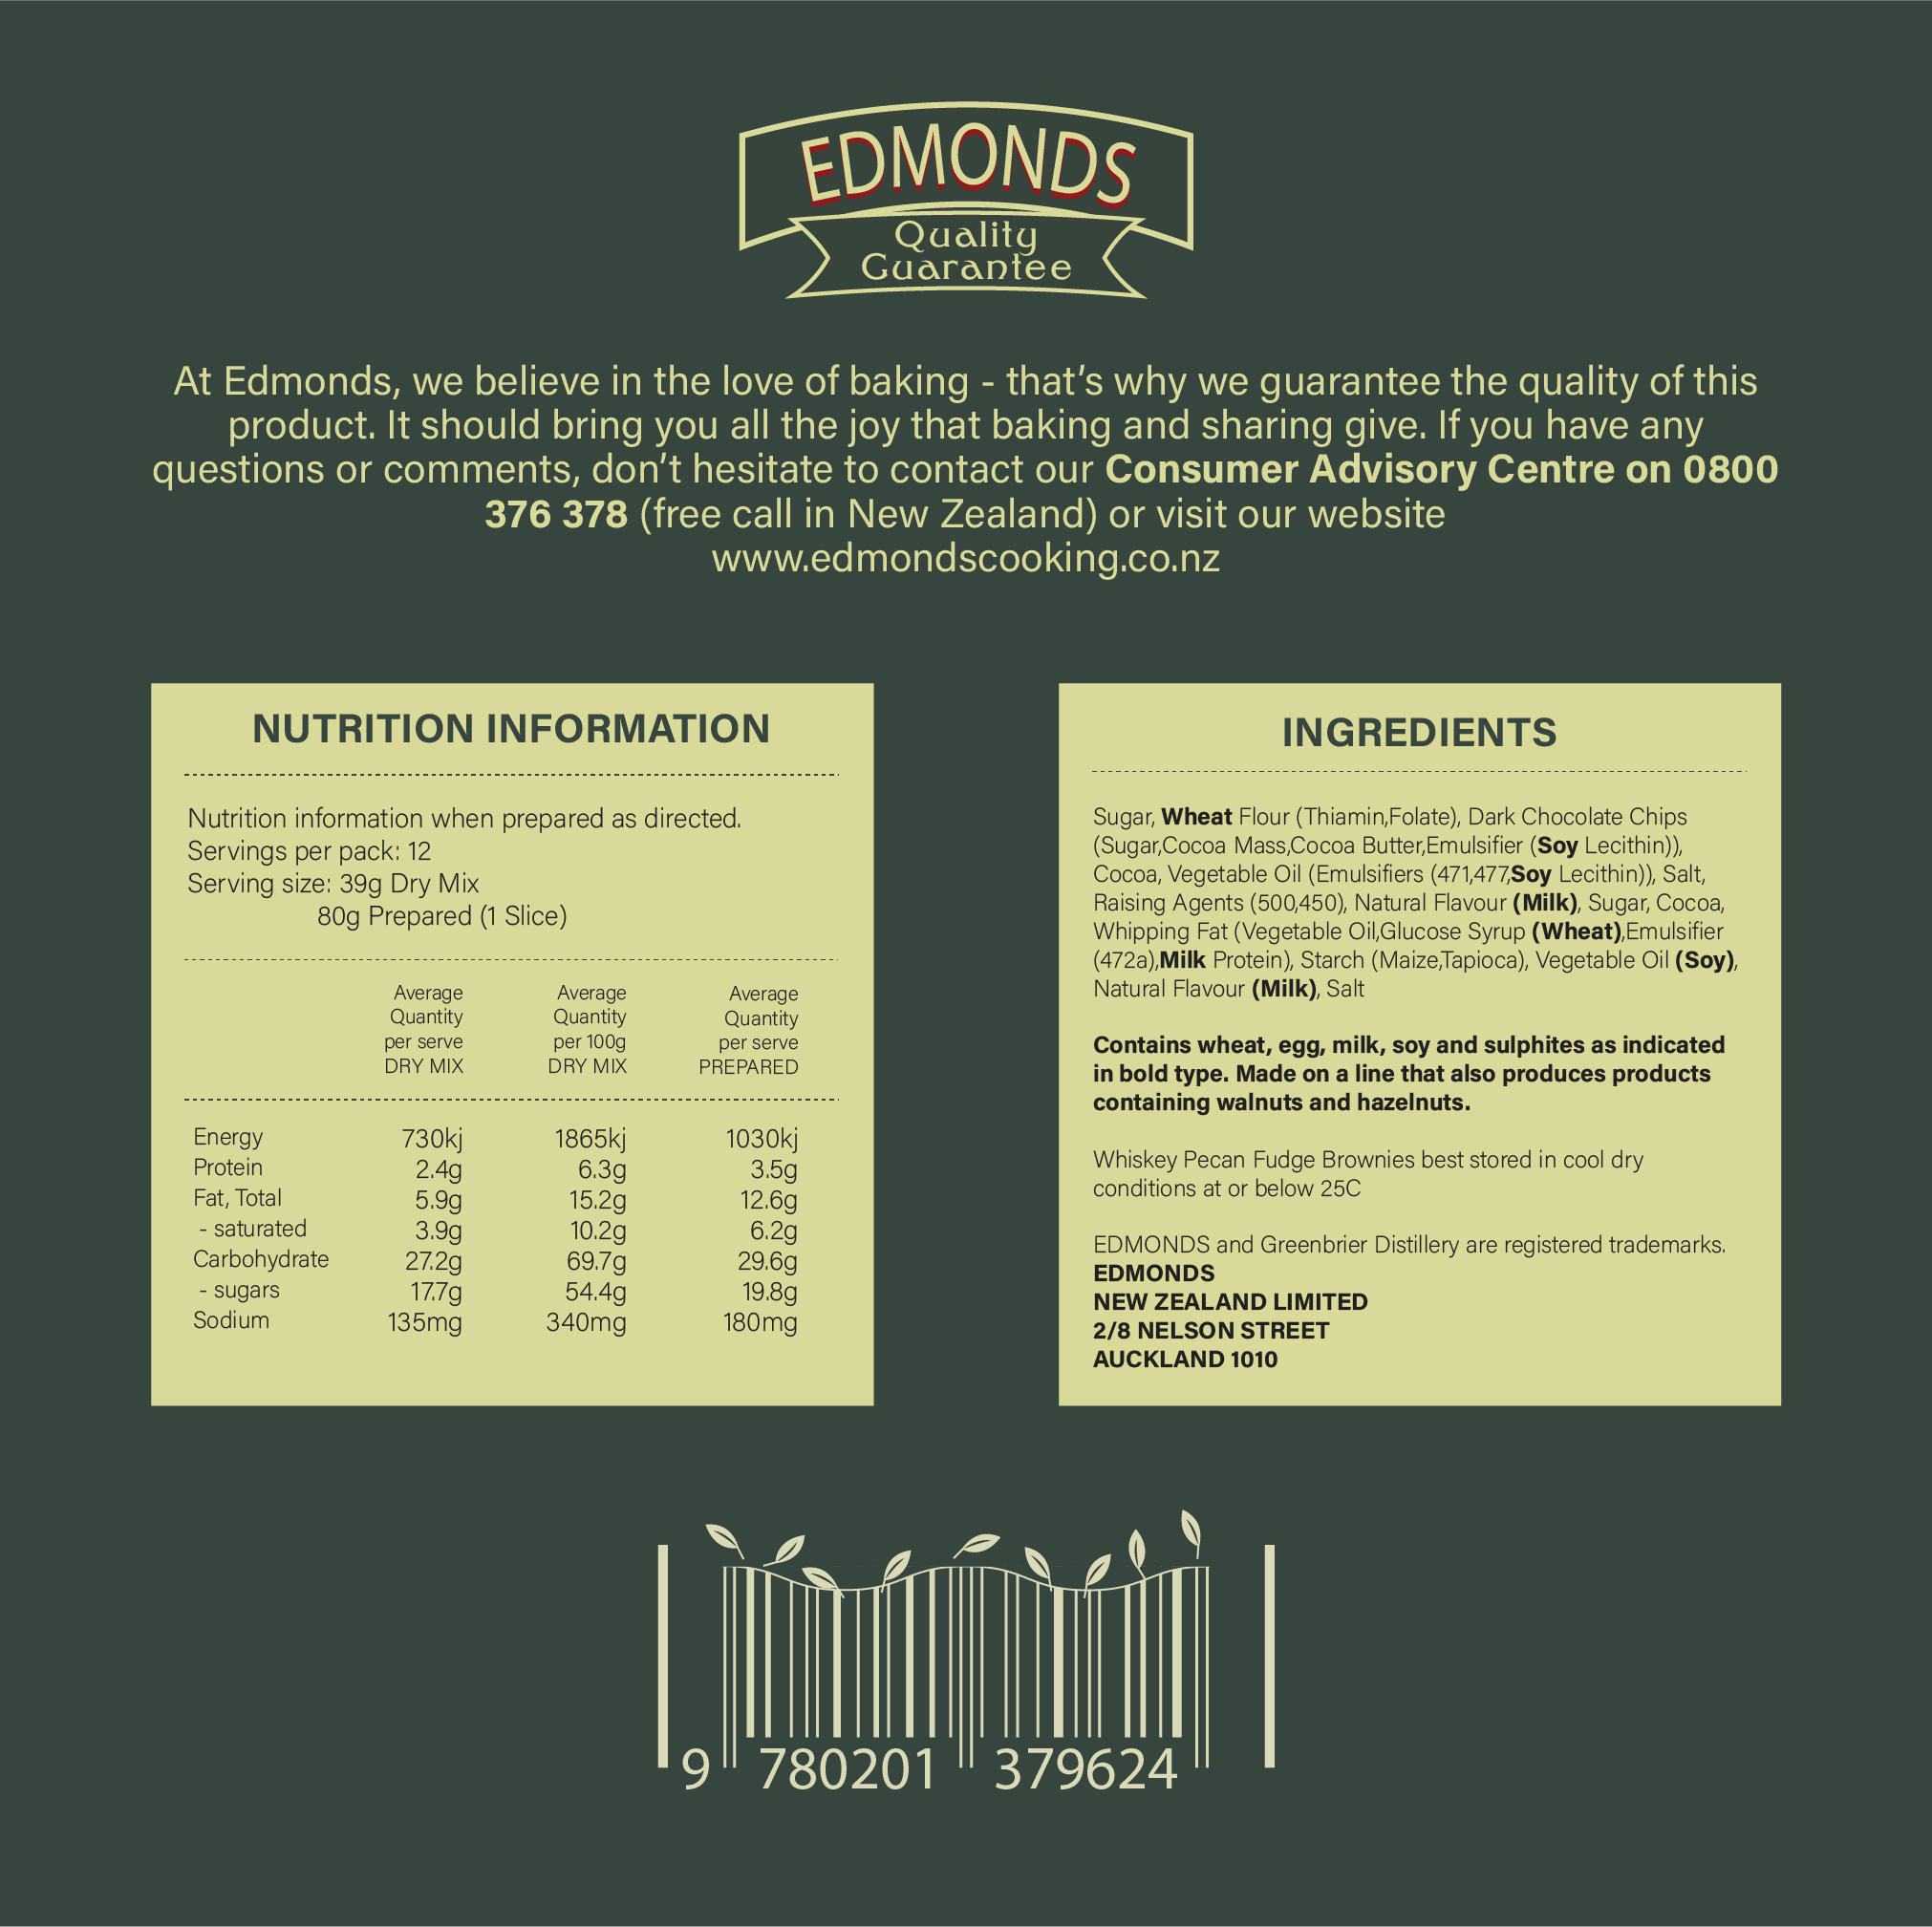 EDMONDS
Quality
Guarantee
At Edmonds, we believe in the love of baking - that’s why we guarantee the quality of this
product. It should bring you all the joy that baking and sharing give. If you have any
questions or comments, don’t hesitate to contact our Consumer Advisory Centre on 0800
376 378 (free call in New Zealand) or visit our website
www.edmondscooking.co.nz
NUTRITION INFORMATION
Nutrition information when prepared as directed.
Servings per pack: 12
Serving size: 39g Dry Mix
80g Prepared (1 Slice)
Average Average Average
Quantity Quantity Quantity
per serve per 100g per serve
DRY MIX DRY MIX PREPARED
Energy 730kj 1865kj 1030kj
Protein 2.4g 6.3g 3.5g
Fat, Total 5.9g 15.2g 12.6g
- saturated 3.9g 10.2g 6.2g
Carbohydrate 27.2g 69.7g 29.6g
- sugars 17.7g 54.4g 19.8g
Sodium 135mg 340mg 180mg
INGREDIENTS
Sugar, Wheat Flour (Thiamin,Folate), Dark Chocolate Chips
(Sugar,Cocoa Mass,Cocoa Butter,Emulsifier (Soy Lecithin)),
Cocoa, Vegetable Oil (Emulsifiers (471,477,Soy Lecithin)), Salt,
Raising Agents (500,450), Natural Flavour (Milk), Sugar, Cocoa,
Whipping Fat (Vegetable Oil,Glucose Syrup (Wheat),Emulsifier
(472a),Milk Protein), Starch (Maize,Tapioca), Vegetable Oil (Soy),
Natural Flavour (Milk), Salt
Contains wheat, egg, milk, soy and sulphites as indicated
in bold type. Made on a line that also produces products
containing walnuts and hazelnuts.
Whiskey Pecan Fudge Brownies best stored in cool dry
conditions at or below 25C
EDMONDS and Greenbrier Distillery are registered trademarks.
EDMONDS
NEW ZEALAND LIMITED
2/8 NELSON STREET
AUCKLAND 1010
9 780201 379624